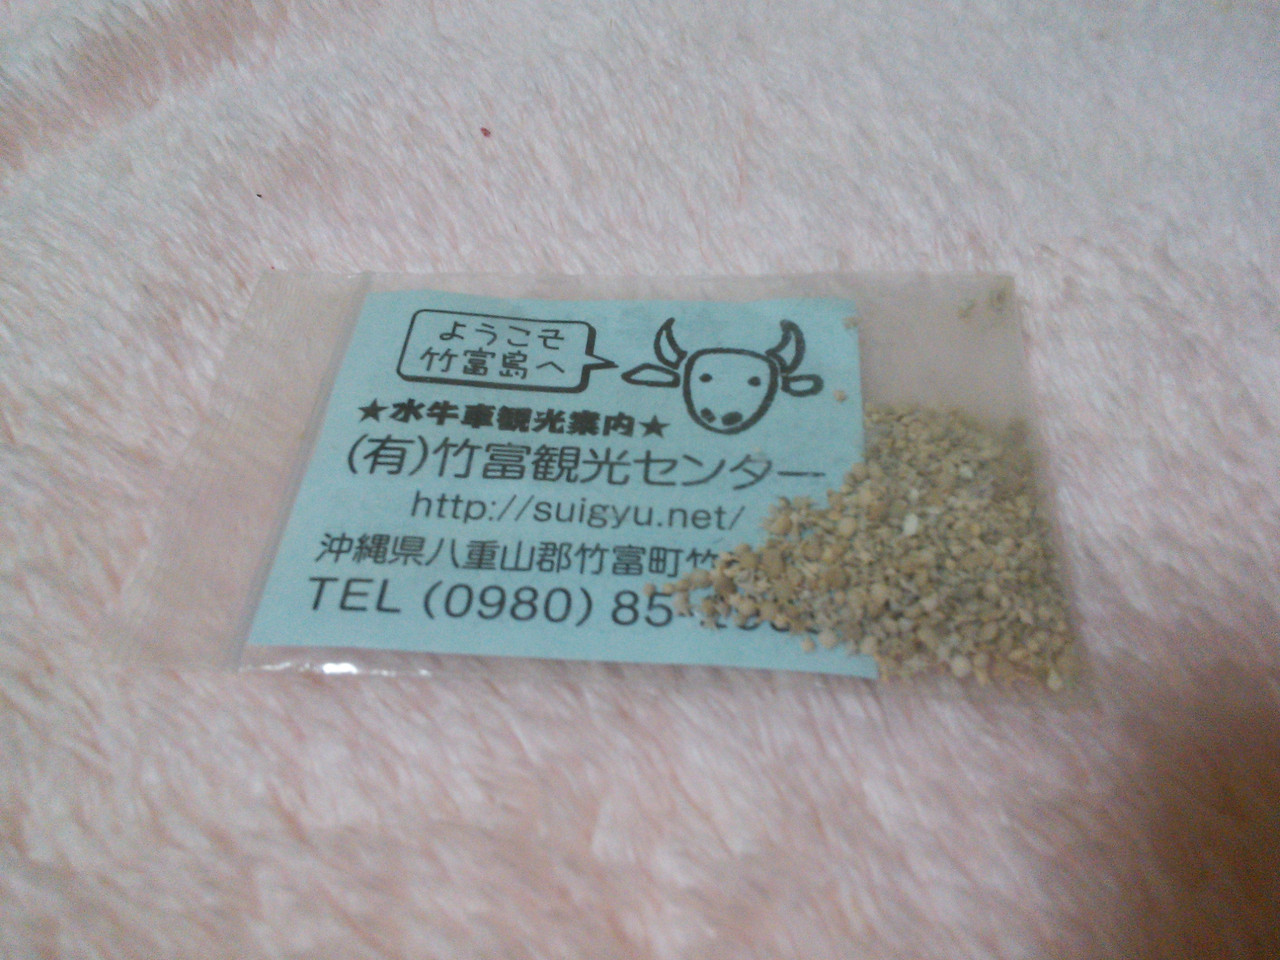 ようこそ
竹富島へ
★水牛車観光案内★
(有)竹富観光センター
http://suigyu.net/
沖縄県八重山郡竹富町
TEL (0980) 85-